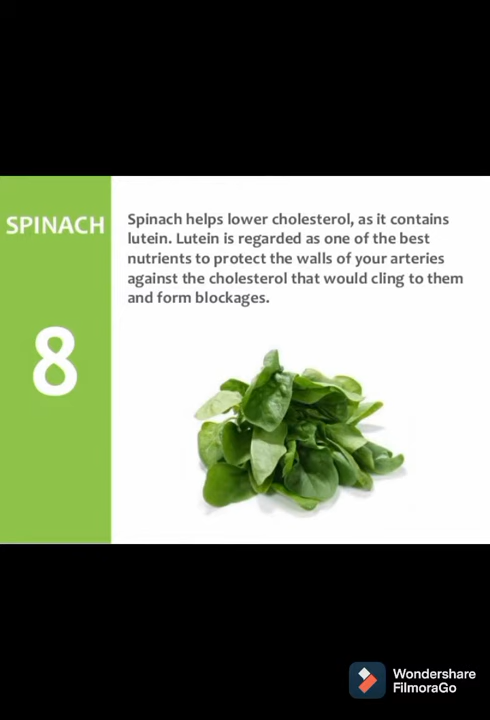 SPINACH
8
Spinach helps lower cholesterol, as it contains
lutein. Lutein is regarded as one of the best
nutrients to protect the walls of your arteries
against the cholesterol that would cling to them
and form blockages.
Wondershare
FilmoraGo